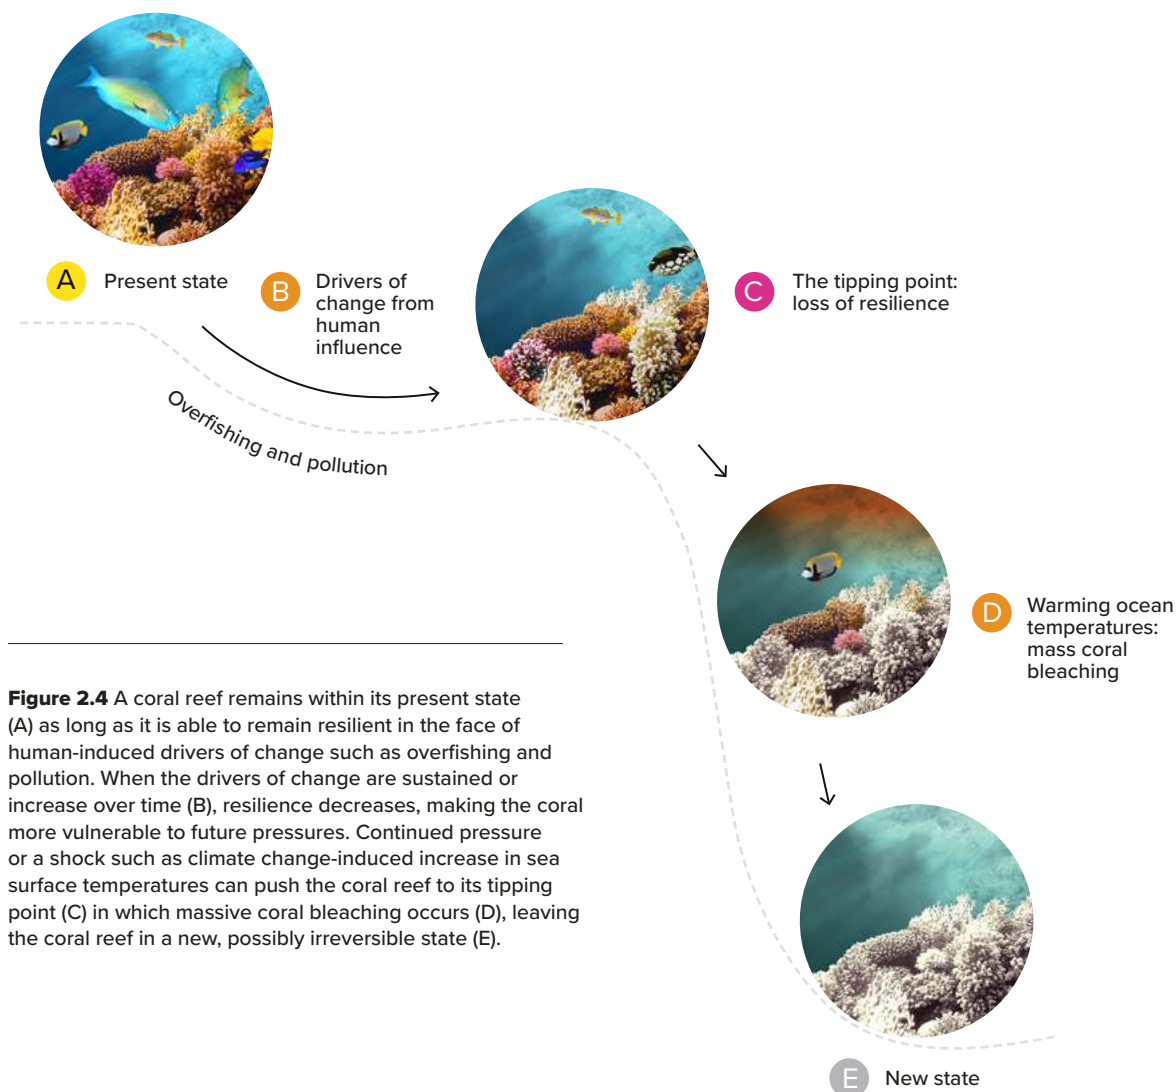 A Present state
B Drivers of
change from
human
influence
Overfishing and pollution
C The tipping point:
loss of resilience
D Warming ocean
temperatures:
mass coral
bleaching
Figure 2.4 A coral reef remains within its present state
(A) as long as it is able to remain resilient in the face of
human-induced drivers of change such as overfishing and
pollution. When the drivers of change are sustained or
increase over time (B), resilience decreases, making the coral
more vulnerable to future pressures. Continued pressure
or a shock such as climate change-induced increase in sea
surface temperatures can push the coral reef to its tipping
point (C) in which massive coral bleaching occurs (D), leaving
the coral reef in a new, possibly irreversible state (E).
E New state